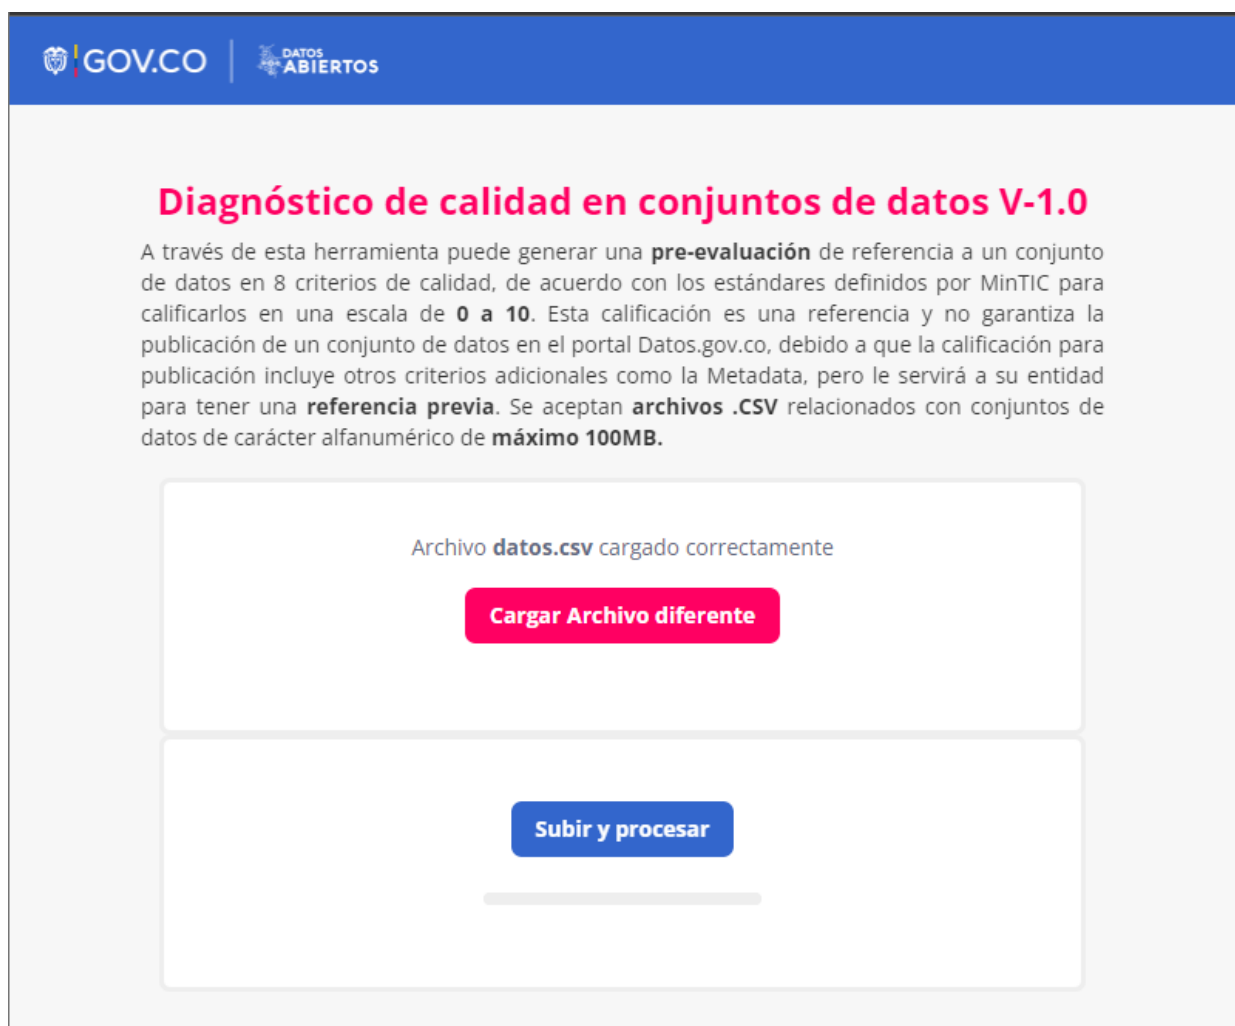 GOV.CO
DATOS
ABIERTOS
Diagnóstico de calidad en conjuntos de datos V-1.0
A través de esta herramienta puede generar una pre-evaluación de referencia a un conjunto
de datos en 8 criterios de calidad, de acuerdo con los estándares definidos por MinTIC para
calificarlos en una escala de 0 a 10. Esta calificación es una referencia y no garantiza la
publicación de un conjunto de datos en el portal Datos.gov.co, debido a que la calificación para
publicación incluye otros criterios adicionales como la Metadata, pero le servirá a su entidad
para tener una referencia previa. Se aceptan archivos .CSV relacionados con conjuntos de
datos de carácter alfanumérico de máximo 100MB.
Archivo datos.csv cargado correctamente
Cargar Archivo diferente
Subir y procesar